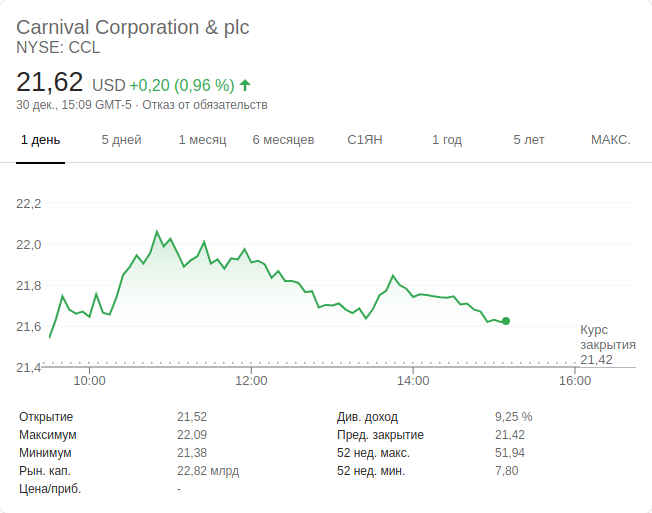 Carnival Corporation & plc
NYSE: CCL
21,62 USD +0,20 (0,96 %)
30 дек., 15:09 GMT-5 · Отказ от обязательств
1 день 5 дней 1 месяц 6 месяцев С1ЯН 1 год 5 лет МАКС.
22,2
22,0
21,8
21,6
Курс
закрытия
21,42
21,4
10:00 12:00 14:00 16:00
Открытие 21,52 Див. доход 9,25 %
Максимум 22,09 Пред. закрытие 21,42
Минимум 21,38 52 нед. макс. 51,94
Рын. кап. 22,82 млрд 52 нед. мин. 7,80
Цена/приб. -